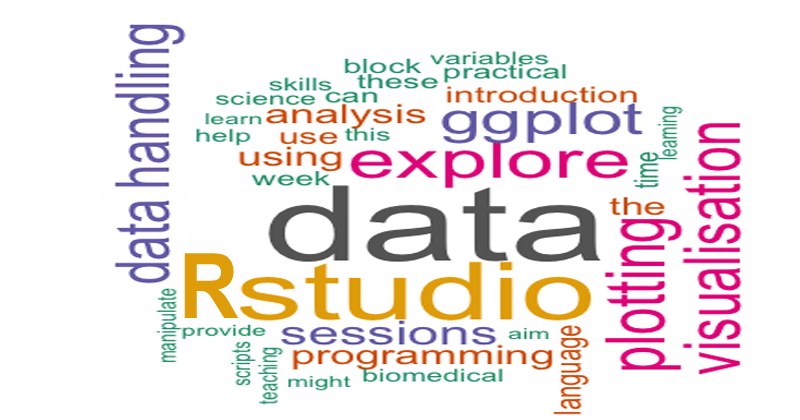 data handling
block
variables
these
practical
skills
science
can
introduction
learn
analysis
ggplot
learning
help
use
this
using
explore
time
week
data
the
plotting
visualisation
Rstudio
manipulate
provide
sessions
aim
language
scripts
teaching
programming
might
biomedical